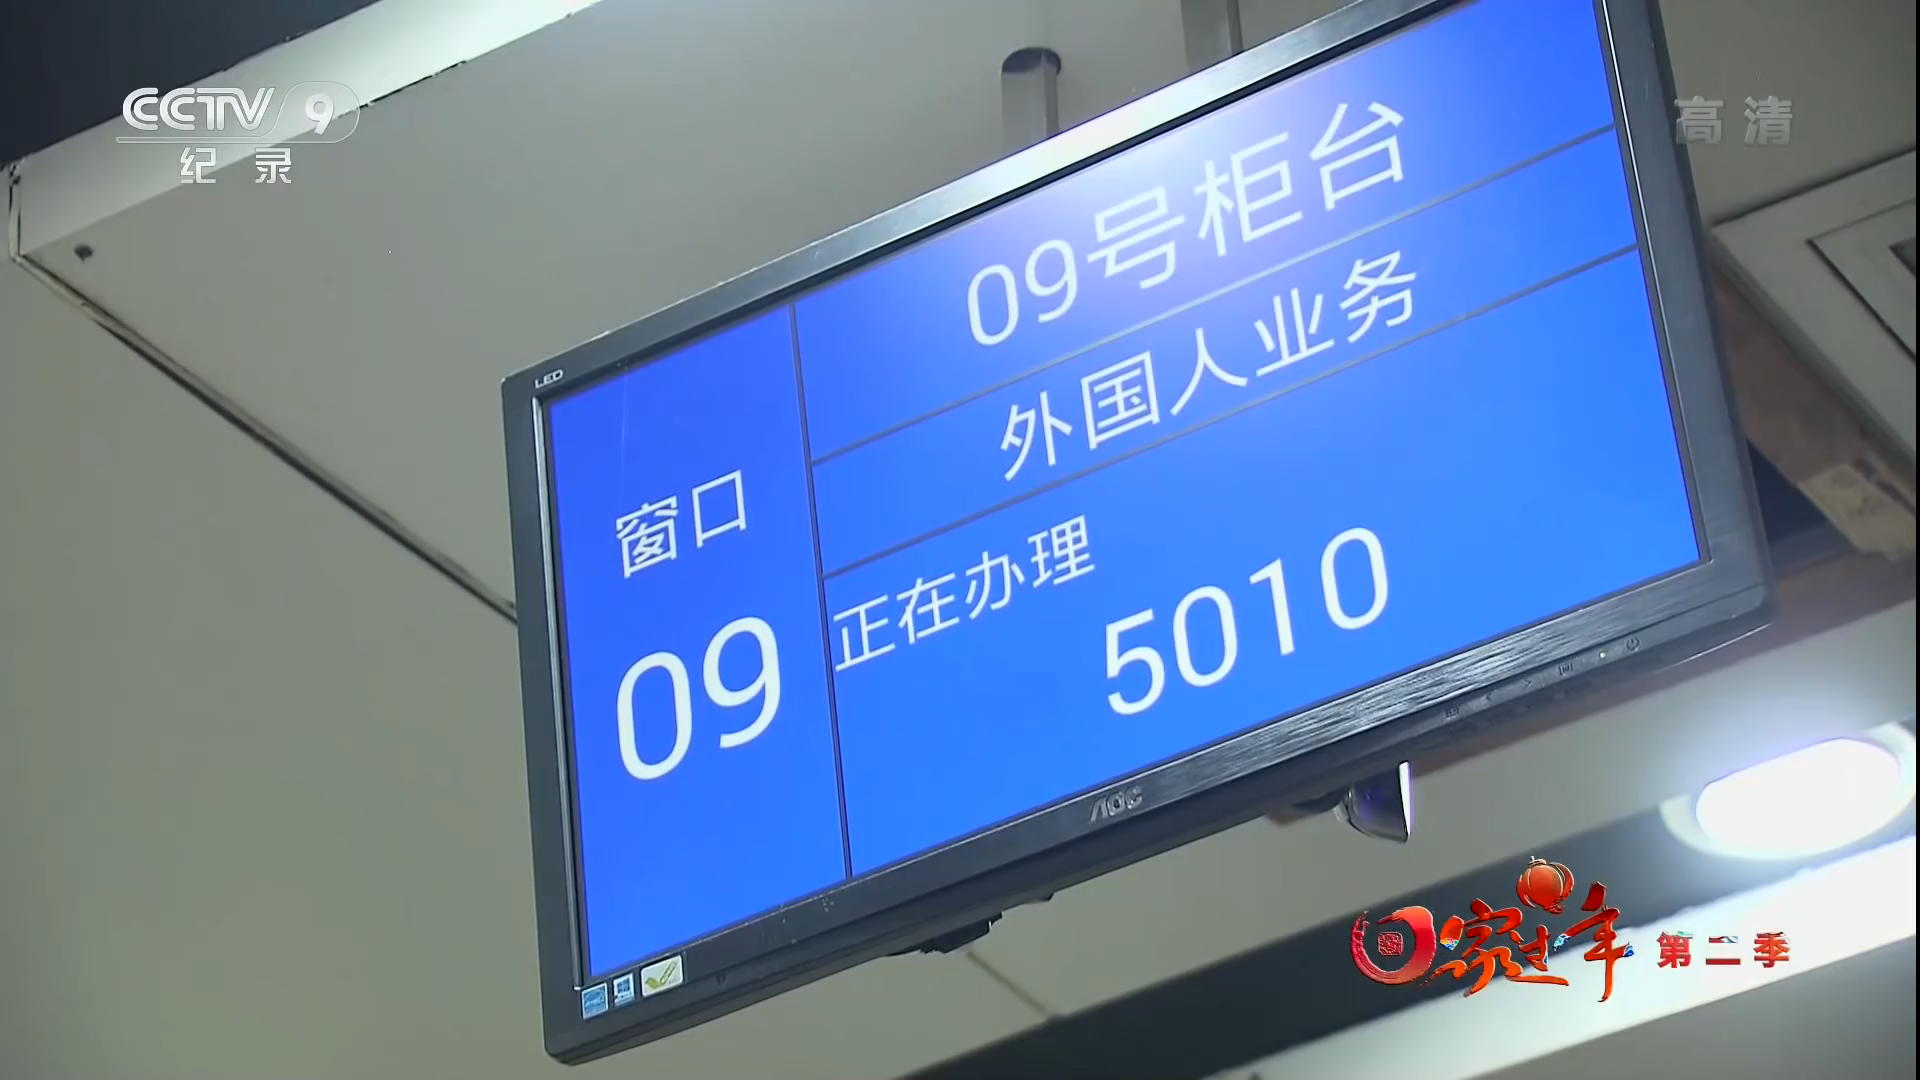 CCTV 9
纪录
高清
LED
09号柜台
外国人业务
窗口
09
正在办理
5010
AOC
回家过年 第二季